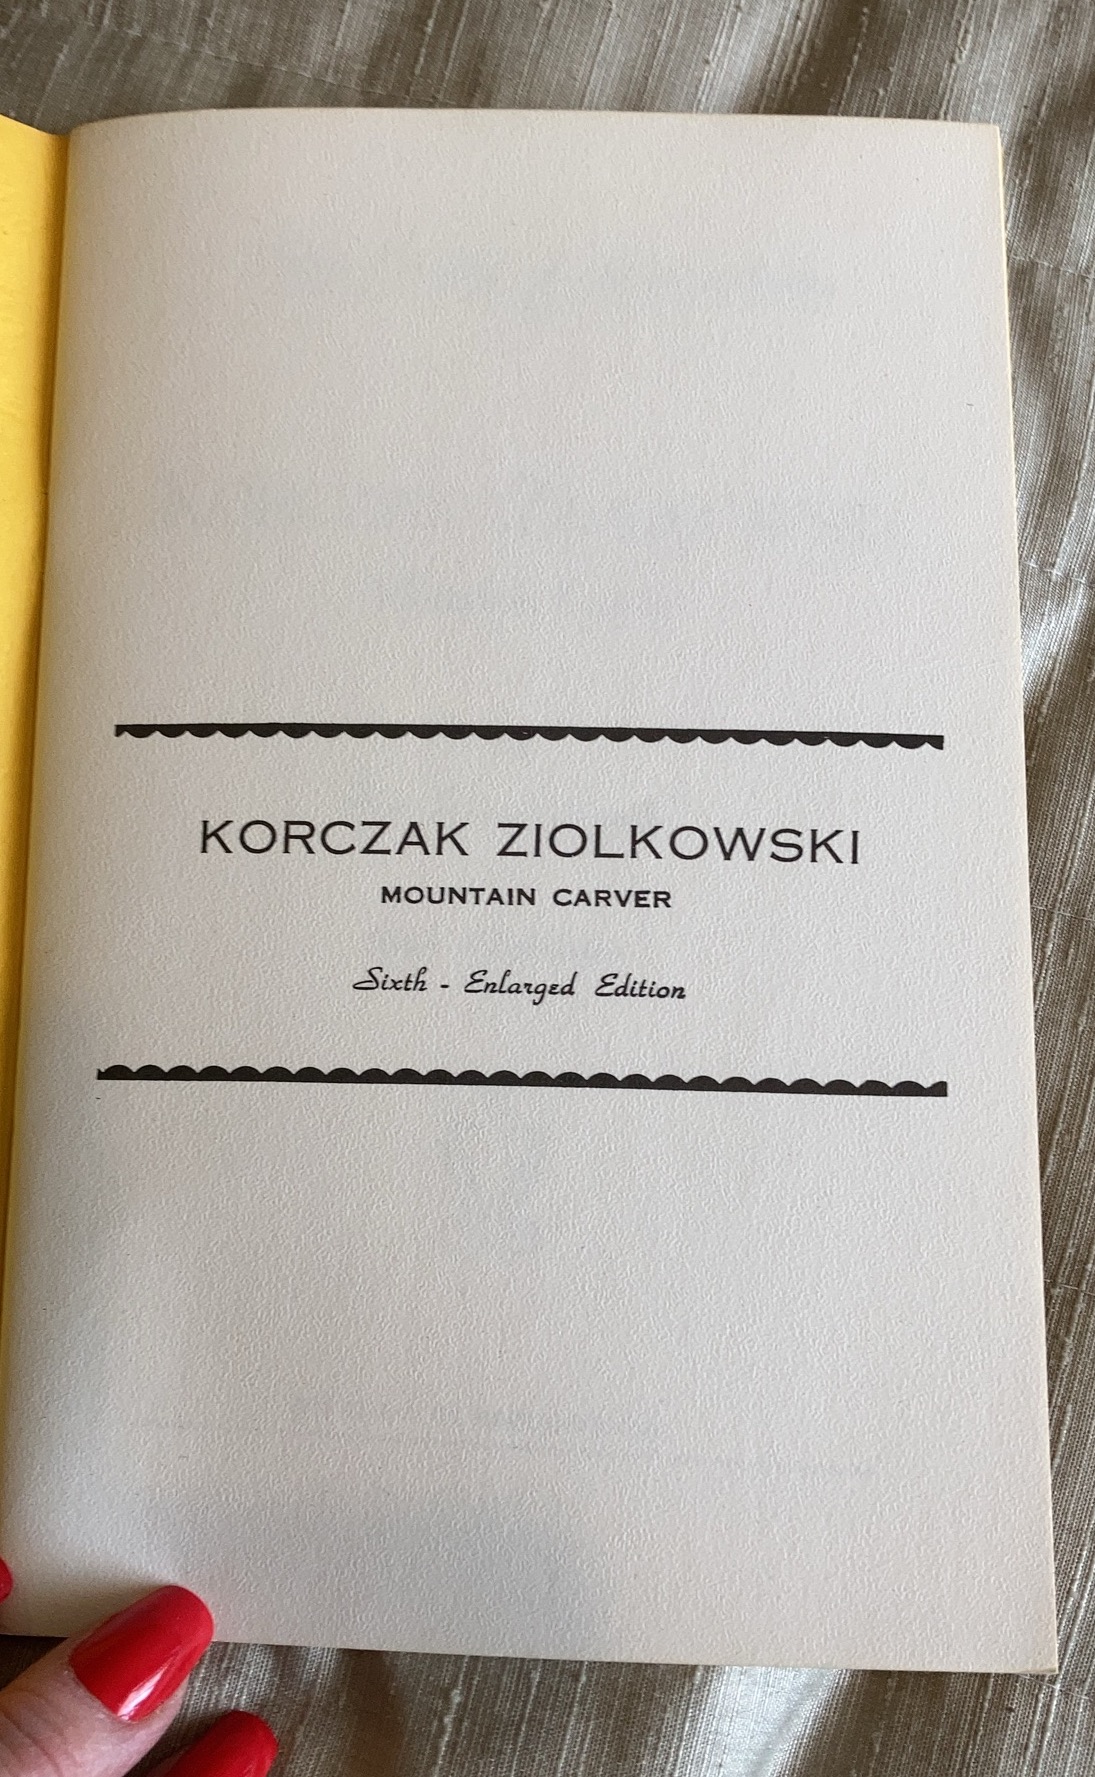 KORCZAK ZIOLKOWSKI
MOUNTAIN CARVER
Sixth - Enlarged Edition